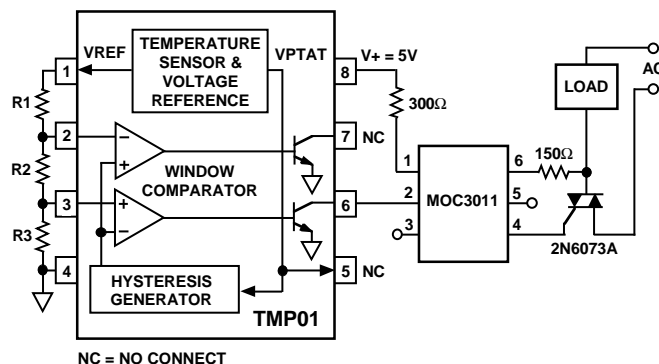 VREF
TEMPERATURE
SENSOR &
VOLTAGE
REFERENCE
VPTAT
1
8
V+ = 5V
R1
300Ω
LOAD
AC
2
7
NC
–
+
R2
WINDOW
COMPARATOR
1
6
150Ω
3
6
2
MOC3011
5
+
–
R3
3
4
2N6073A
4
HYSTERESIS
GENERATOR
5
NC
TMP01
NC = NO CONNECT